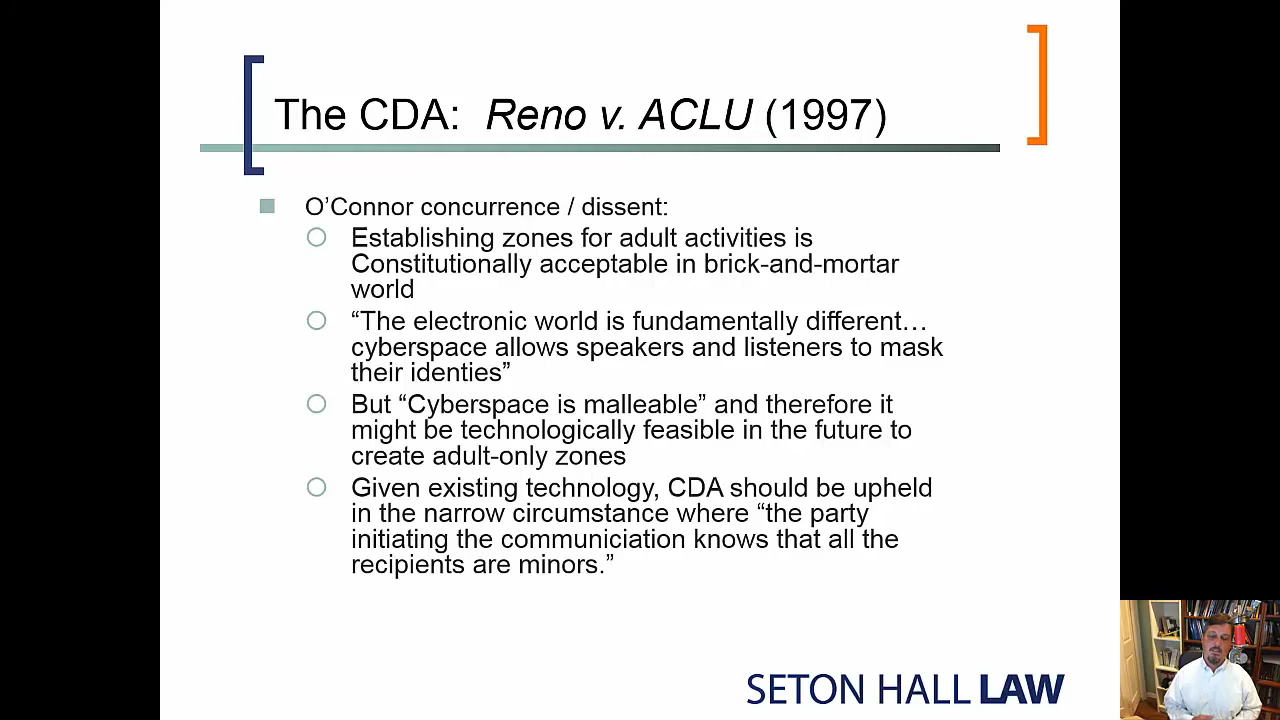 The CDA: Reno v. ACLU (1997)
O’Connor concurrence / dissent:
Establishing zones for adult activities is
Constitutionally acceptable in brick-and-mortar
world
“The electronic world is fundamentally different…
cyberspace allows speakers and listeners to mask
their identies”
But “Cyberspace is malleable” and therefore it
might be technologically feasible in the future to
create adult-only zones
Given existing technology, CDA should be upheld
in the narrow circumstance where “the party
initiating the communiciation knows that all the
recipients are minors.”
SETON HALL LAW